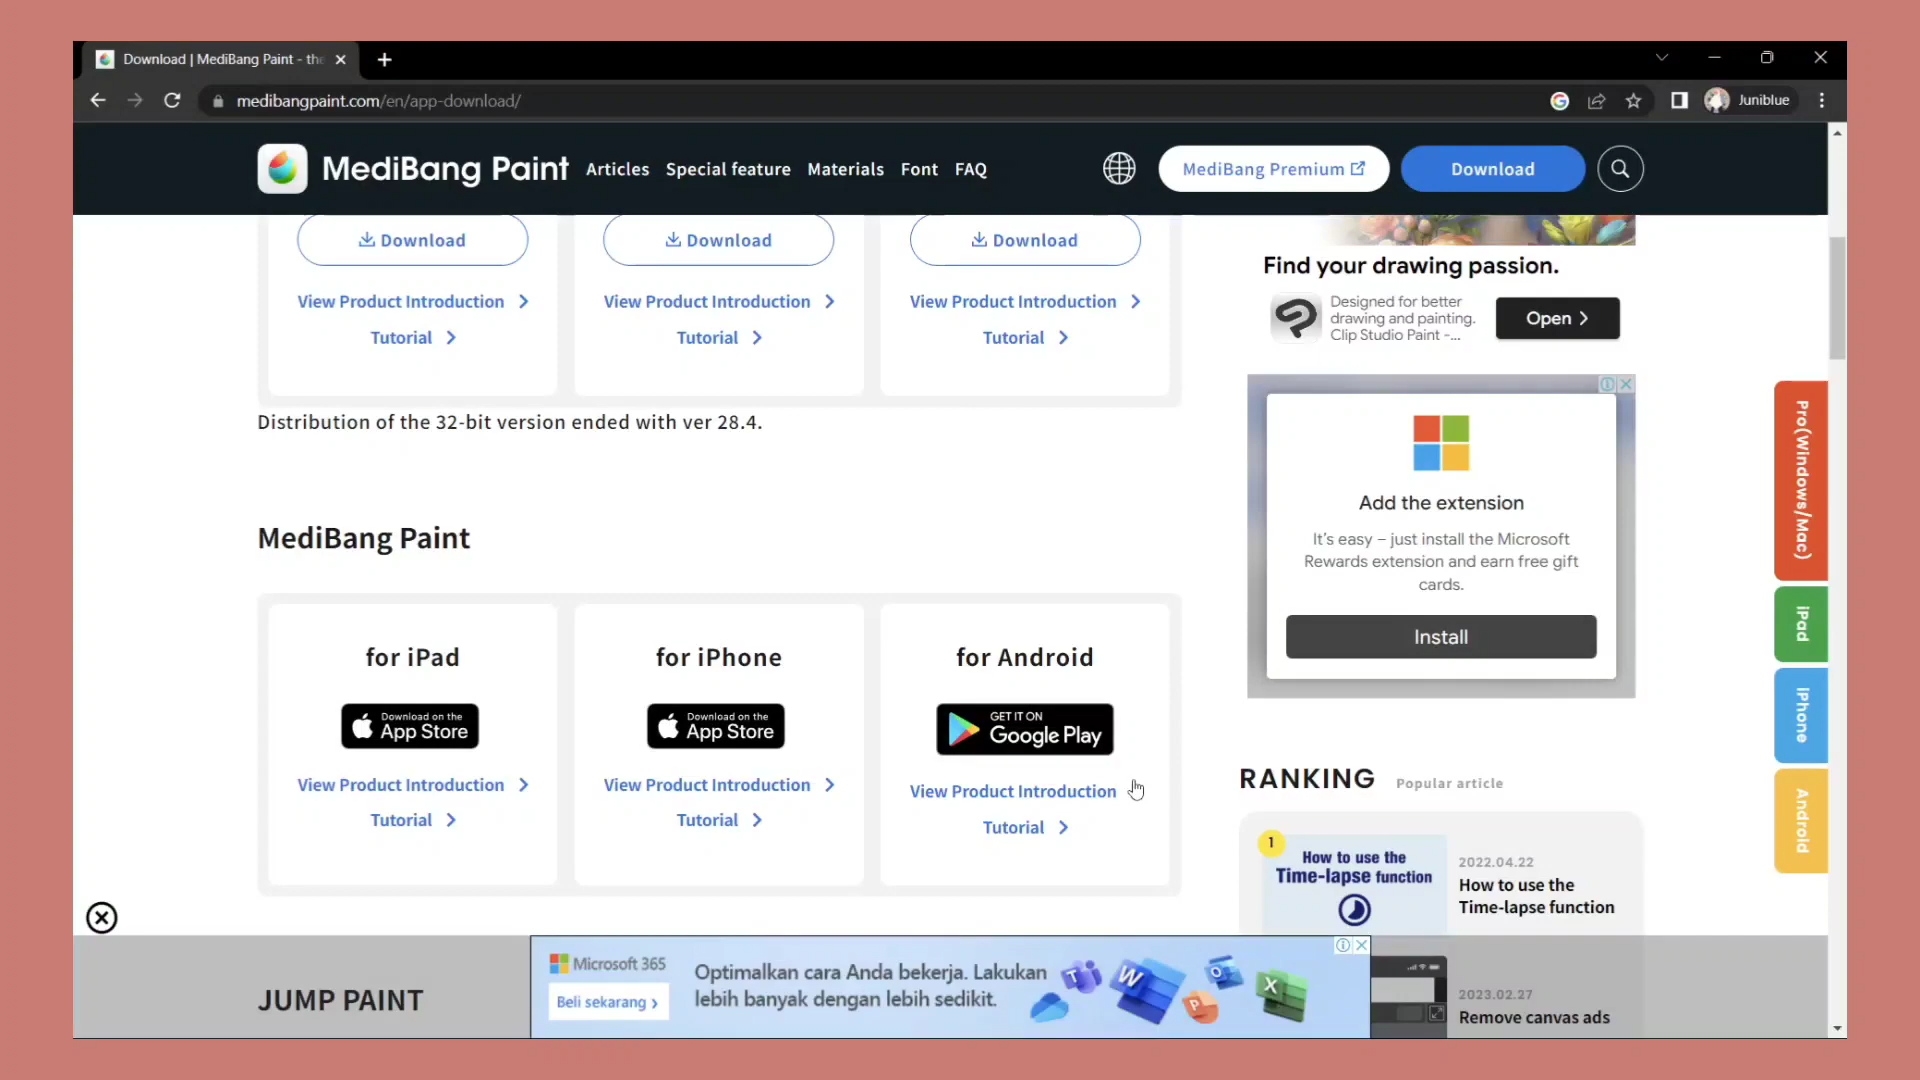 Download | MediBang Paint - the
medibangpaint.com/en/app-download/
Juniblue
MediBang Paint
Articles
Special feature
Materials
Font
FAQ
MediBang Premium
Download
Download
View Product Introduction
Tutorial
Download
View Product Introduction
Tutorial
Download
View Product Introduction
Tutorial
Distribution of the 32-bit version ended with ver 28.4.
MediBang Paint
for iPad
Download on the
App Store
View Product Introduction
Tutorial
for iPhone
Download on the
App Store
View Product Introduction
Tutorial
for Android
GET IT ON
Google Play
View Product Introduction
Tutorial
JUMP PAINT
Find your drawing passion.
Designed for better
drawing and painting.
Clip Studio Paint -...
Open
Add the extension
It's easy – just install the Microsoft
Rewards extension and earn free gift
cards.
Install
RANKING
Popular article
1
How to use the
Time-lapse function
2022.04.22
How to use the
Time-lapse function
2023.02.27
Remove canvas ads
Pro(Windows/Mac)
iPad
iPhone
Android
Microsoft 365
Beli sekarang
Optimalkan cara Anda bekerja. Lakukan
lebih banyak dengan lebih sedikit.